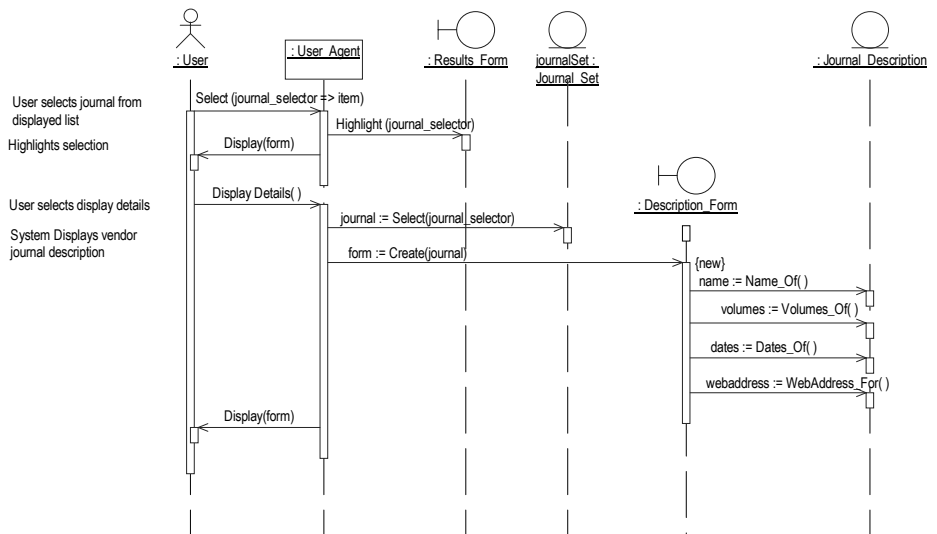 : User
: User_Agent
: Results_Form
journalSet :
Journal_Set
: Journal_Description
User selects journal from
displayed list
Select (journal_selector => item)
Highlight (journal_selector)
Highlights selection
Display(form)
User selects display details
Display Details( )
: Description_Form
System Displays vendor
journal description
journal := Select(journal_selector)
form := Create(journal)
{new}
name := Name_Of( )
volumes := Volumes_Of( )
dates := Dates_Of( )
webaddress := WebAddress_For( )
Display(form)